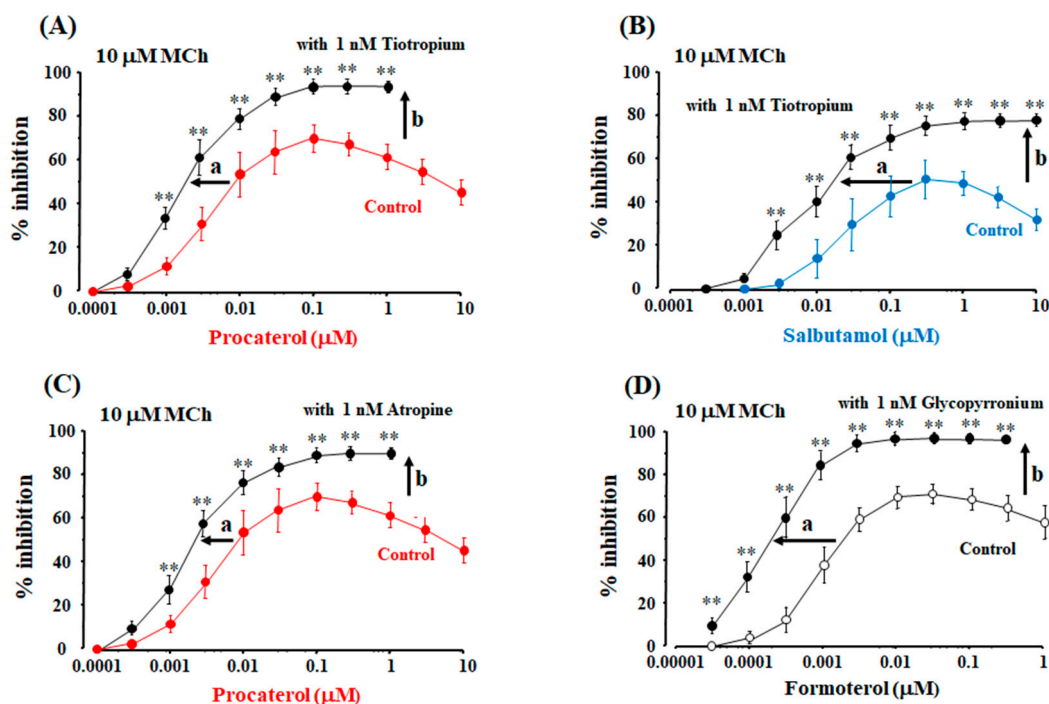 (A)
10 μM MCh
with 1 nM Tiotropium
** ** ** ** ** ** ** **
% inhibition
100
80
60
40
20
0
a
b
Control
0.0001 0.001 0.01 0.1 1 10
Procaterol (μM)
(B)
10 μM MCh
with 1 nM Tiotropium
** ** ** ** ** ** ** **
% inhibition
100
80
60
40
20
0
a
b
Control
0.0001 0.001 0.01 0.1 1 10
Salbutamol (μM)
(C)
10 μM MCh
with 1 nM Atropine
** ** ** ** ** ** **
% inhibition
100
80
60
40
20
0
a
b
Control
0.0001 0.001 0.01 0.1 1 10
Procaterol (μM)
(D)
10 μM MCh
with 1 nM Glycopyrronium
** ** ** ** ** ** ** ** **
% inhibition
100
80
60
40
20
0
a
b
Control
0.00001 0.0001 0.001 0.01 0.1 1
Formoterol (μM)